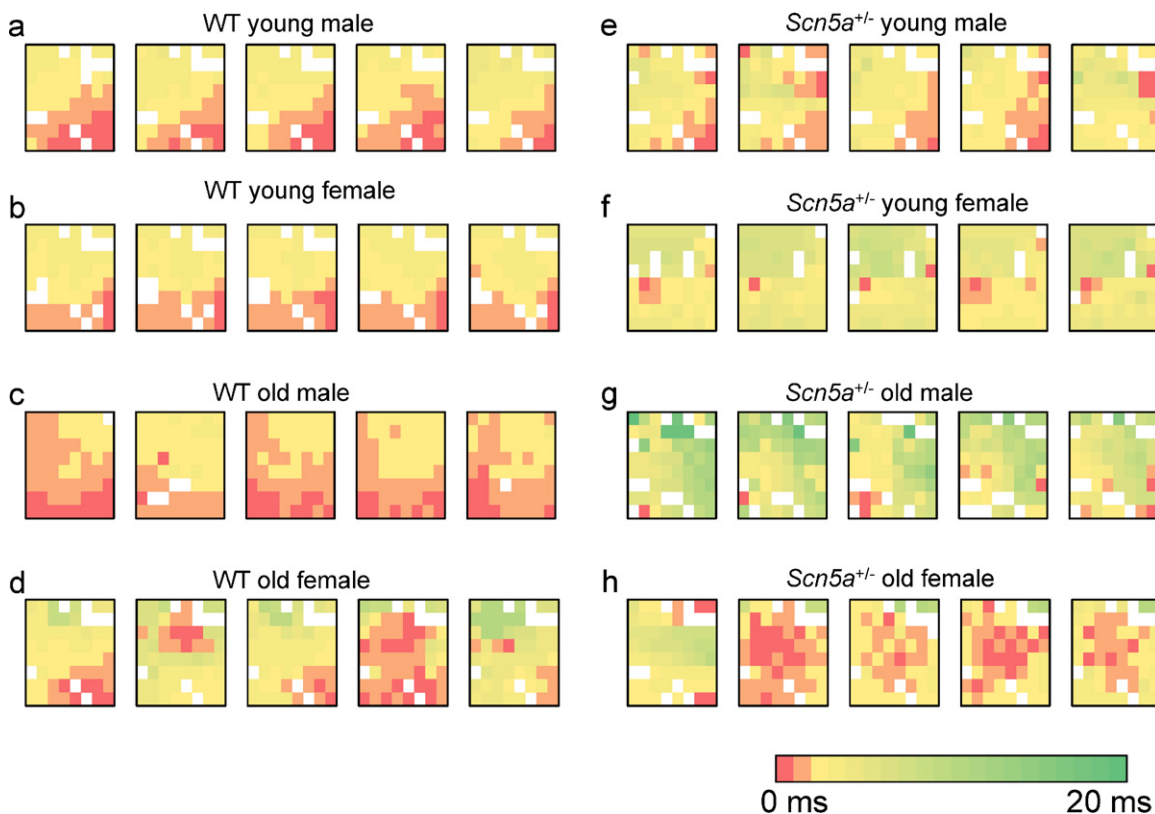 a
WT young male
b
WT young female
c
WT old male
d
WT old female
e
Scn5a+/- young male
f
Scn5a+/- young female
g
Scn5a+/- old male
h
Scn5a+/- old female
0 ms
20 ms